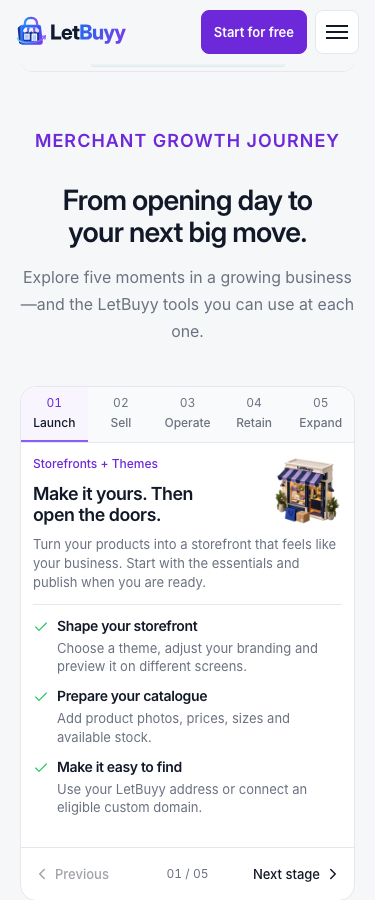 LetBuyy
Start for free
MERCHANT GROWTH JOURNEY
From opening day to
your next big move.
Explore five moments in a growing business
—and the LetBuyy tools you can use at each
one.
01
Launch
02
Sell
03
Operate
04
Retain
05
Expand
Storefronts + Themes
Make it yours. Then
open the doors.
Turn your products into a storefront that feels like
your business. Start with the essentials and
publish when you are ready.
Shape your storefront
Choose a theme, adjust your branding and
preview it on different screens.
Prepare your catalogue
Add product photos, prices, sizes and
available stock.
Make it easy to find
Use your LetBuyy address or connect an
eligible custom domain.
Previous
01 / 05
Next stage